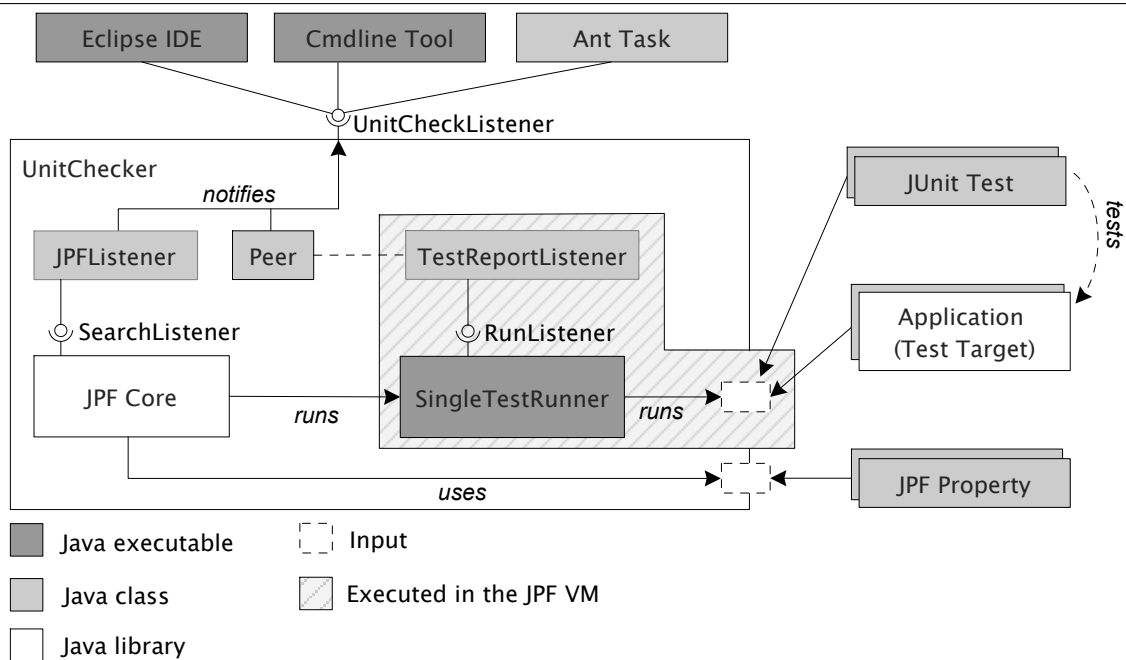 Eclipse IDE
Cmdline Tool
Ant Task
UnitCheckListener
UnitChecker
notifies
JUnit Test
tests
JPFListener
Peer
TestReportListener
SearchListener
RunListener
Application
(Test Target)
JPF Core
runs
SingleTestRunner
runs
uses
JPF Property
Java executable
Input
Java class
Executed in the JPF VM
Java library